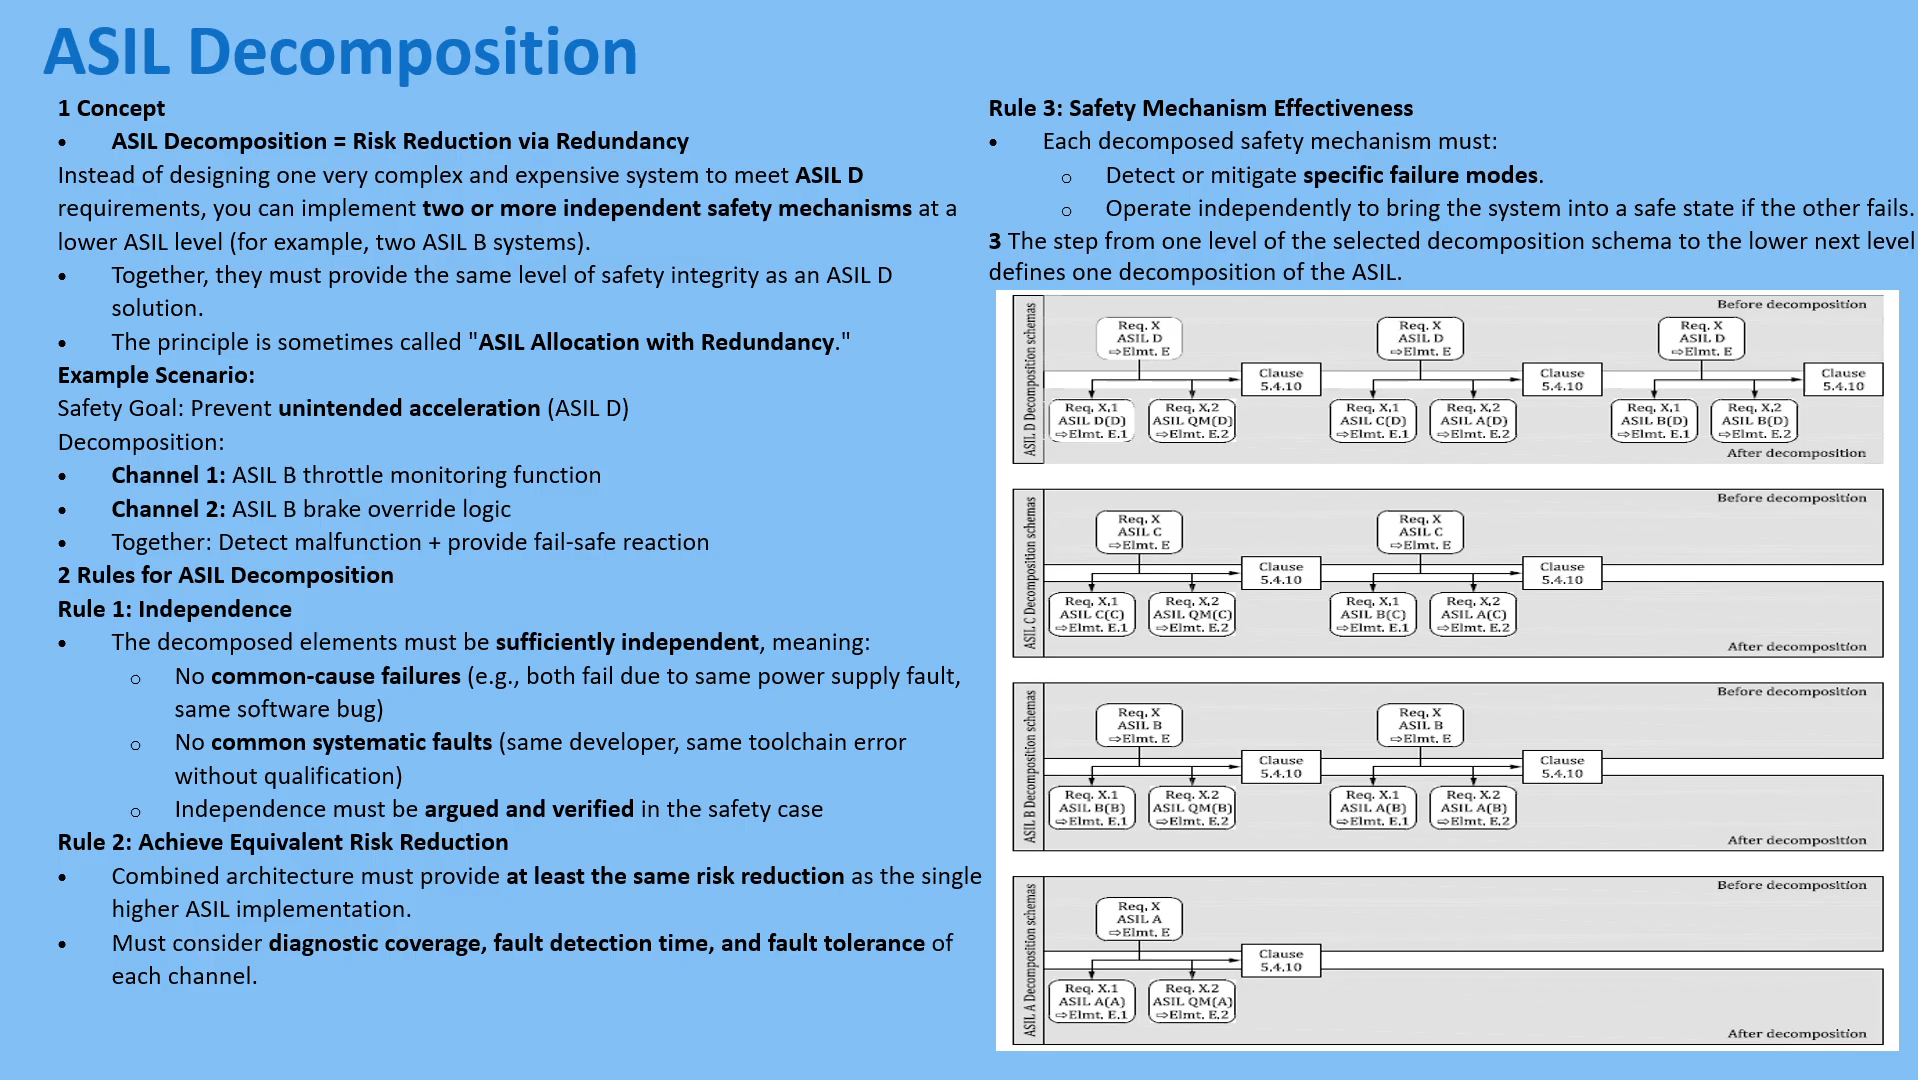 ASIL Decomposition
1 Concept
• ASIL Decomposition = Risk Reduction via Redundancy
Instead of designing one very complex and expensive system to meet ASIL D
requirements, you can implement two or more independent safety mechanisms at a
lower ASIL level (for example, two ASIL B systems).
• Together, they must provide the same level of safety integrity as an ASIL D
solution.
• The principle is sometimes called "ASIL Allocation with Redundancy."
Example Scenario:
Safety Goal: Prevent unintended acceleration (ASIL D)
Decomposition:
• Channel 1: ASIL B throttle monitoring function
• Channel 2: ASIL B brake override logic
• Together: Detect malfunction + provide fail-safe reaction
2 Rules for ASIL Decomposition
Rule 1: Independence
• The decomposed elements must be sufficiently independent, meaning:
o No common-cause failures (e.g., both fail due to same power supply fault,
same software bug)
o No common systematic faults (same developer, same toolchain error
without qualification)
o Independence must be argued and verified in the safety case
Rule 2: Achieve Equivalent Risk Reduction
• Combined architecture must provide at least the same risk reduction as the single
higher ASIL implementation.
• Must consider diagnostic coverage, fault detection time, and fault tolerance of
each channel.
Rule 3: Safety Mechanism Effectiveness
• Each decomposed safety mechanism must:
o Detect or mitigate specific failure modes.
o Operate independently to bring the system into a safe state if the other fails.
3 The step from one level of the selected decomposition schema to the lower next level
defines one decomposition of the ASIL.
ASIL D Decomposition schemas
Before decomposition
Req. X
ASIL D
⇨Elmt. E
Req. X
ASIL D
⇨Elmt. E
Req. X
ASIL D
⇨Elmt. E
Clause
5.4.10
Clause
5.4.10
Clause
5.4.10
Req. X.1
ASIL D(D)
⇨Elmt. E.1
Req. X.2
ASIL QM(D)
⇨Elmt. E.2
Req. X.1
ASIL C(D)
⇨Elmt. E.1
Req. X.2
ASIL A(D)
⇨Elmt. E.2
Req. X.1
ASIL B(D)
⇨Elmt. E.1
Req. X.2
ASIL B(D)
⇨Elmt. E.2
After decomposition
ASIL C Decomposition schemas
Before decomposition
Req. X
ASIL C
⇨Elmt. E
Req. X
ASIL C
⇨Elmt. E
Clause
5.4.10
Clause
5.4.10
Req. X.1
ASIL C(C)
⇨Elmt. E.1
Req. X.2
ASIL QM(C)
⇨Elmt. E.2
Req. X.1
ASIL B(C)
⇨Elmt. E.1
Req. X.2
ASIL A(C)
⇨Elmt. E.2
After decomposition
ASIL B Decomposition schemas
Before decomposition
Req. X
ASIL B
⇨Elmt. E
Req. X
ASIL B
⇨Elmt. E
Clause
5.4.10
Clause
5.4.10
Req. X.1
ASIL B(B)
⇨Elmt. E.1
Req. X.2
ASIL QM(B)
⇨Elmt. E.2
Req. X.1
ASIL A(B)
⇨Elmt. E.1
Req. X.2
ASIL A(B)
⇨Elmt. E.2
After decomposition
ASIL A Decomposition schemas
Before decomposition
Req. X
ASIL A
⇨Elmt. E
Clause
5.4.10
Req. X.1
ASIL A(A)
⇨Elmt. E.1
Req. X.2
ASIL QM(A)
⇨Elmt. E.2
After decomposition